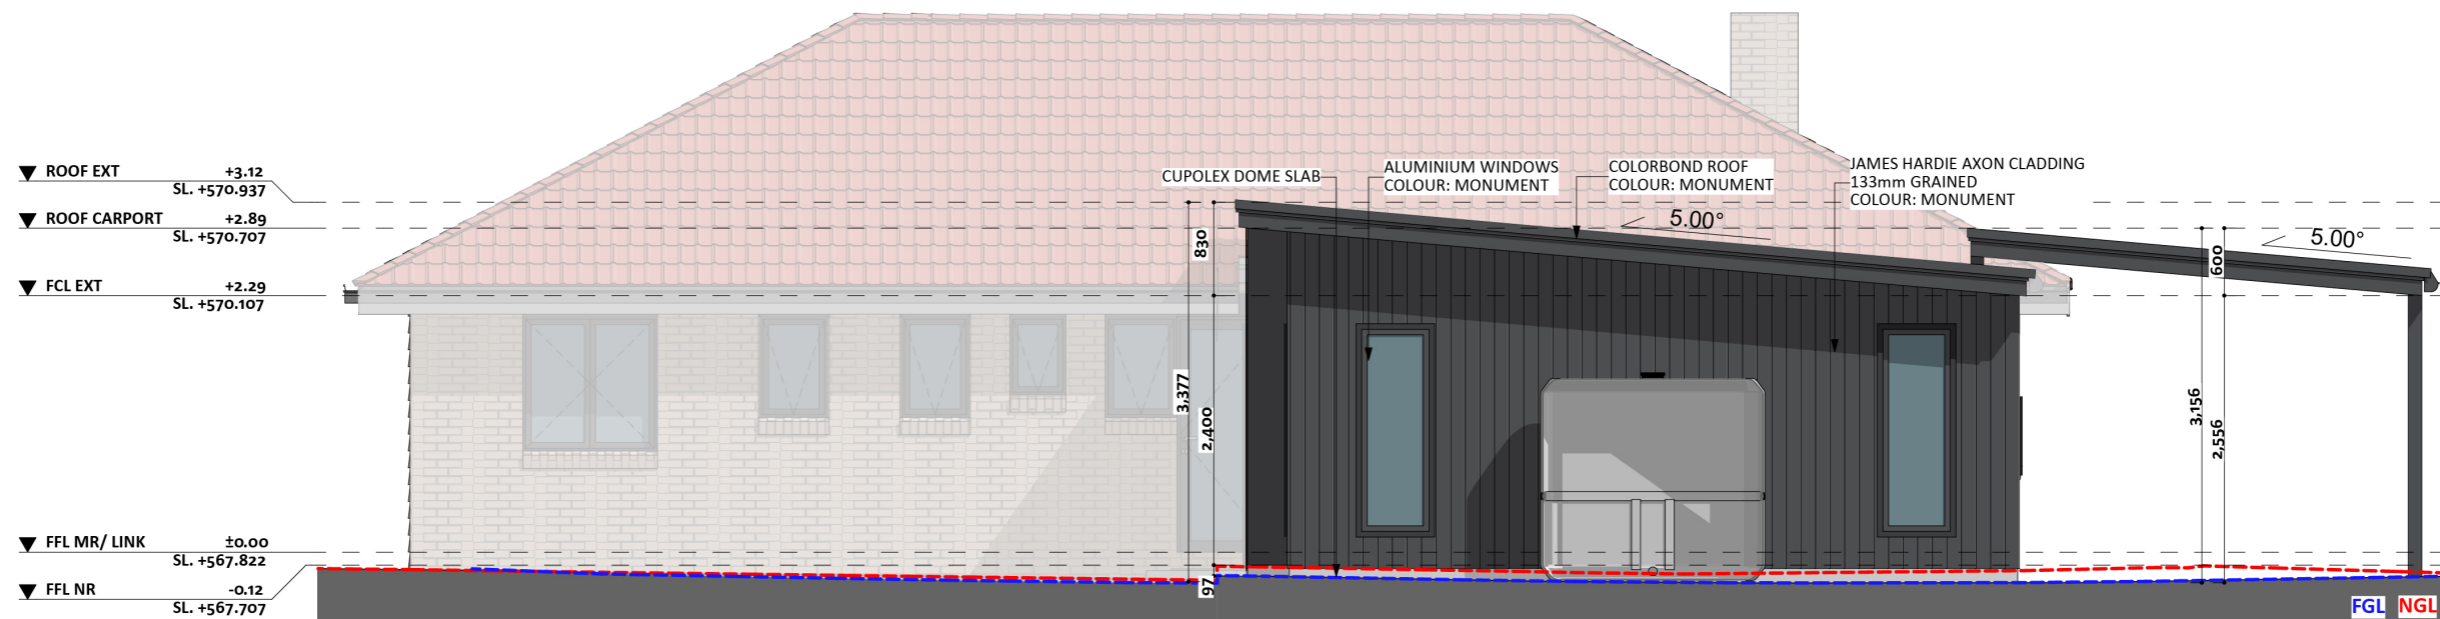 ROOF EXT +3.12
SL. +570.937
ROOF CARPORT +2.89
SL. +570.707
FCL EXT +2.29
SL. +570.107
FFL MR/ LINK ±0.00
SL. +567.822
FFL NR -0.12
SL. +567.707
CUPOLEX DOME SLAB
ALUMINIUM WINDOWS
COLOUR: MONUMENT
COLORBOND ROOF
COLOUR: MONUMENT
JAMES HARDIE AXON CLADDING
133mm GRAINED
COLOUR: MONUMENT
5.00°
5.00°
830
3,377
2,400
97
600
3,156
2,556
FGL NGL